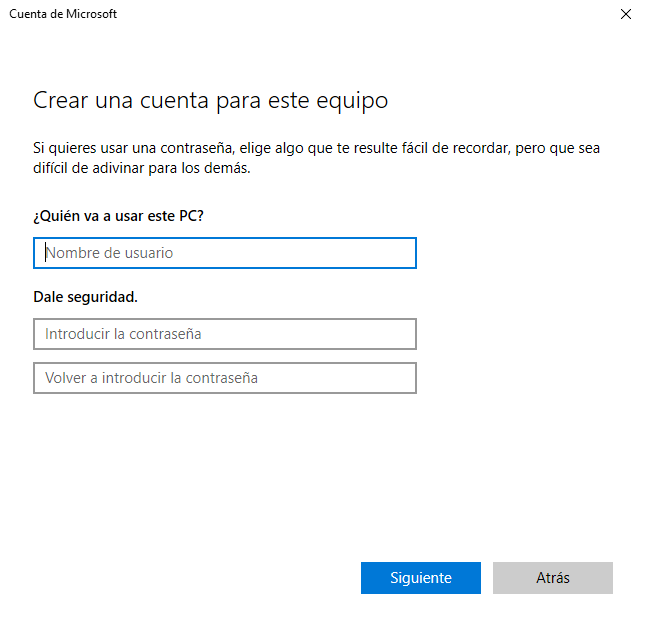 Cuenta de Microsoft
Crear una cuenta para este equipo
Si quieres usar una contraseña, elige algo que te resulte fácil de recordar, pero que sea
difícil de adivinar para los demás.
¿Quién va a usar este PC?
Nombre de usuario
Dale seguridad.
Introducir la contraseña
Volver a introducir la contraseña
Siguiente
Atrás